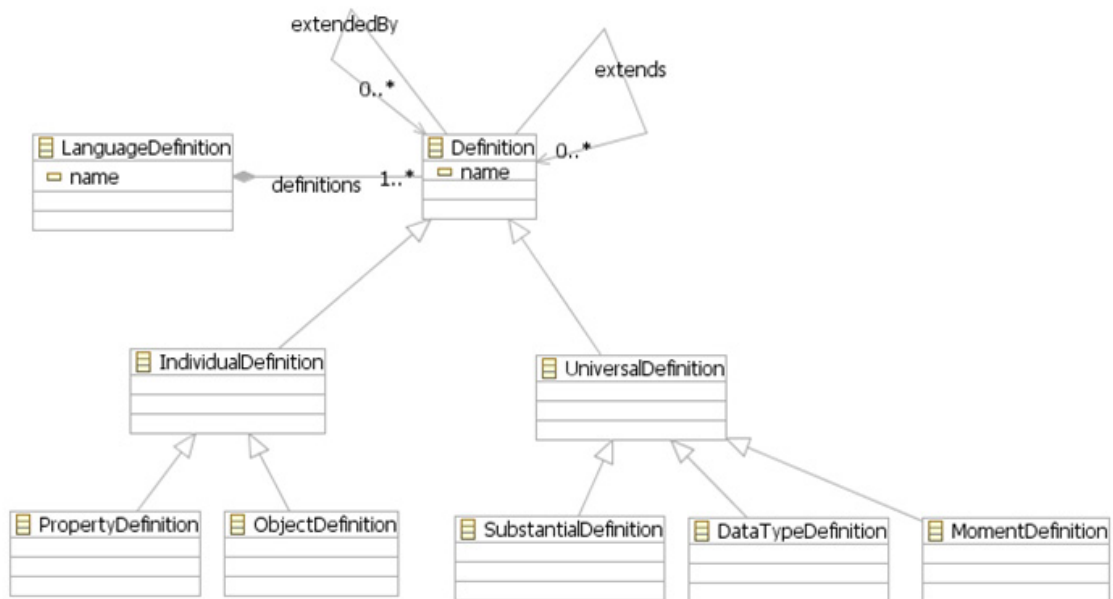 extendedBy
extends
0..*
LanguageDefinition
Definition
0..*
name
name
definitions
1..*
IndividualDefinition
UniversalDefinition
PropertyDefinition
ObjectDefinition
SubstantialDefinition
DataTypeDefinition
MomentDefinition